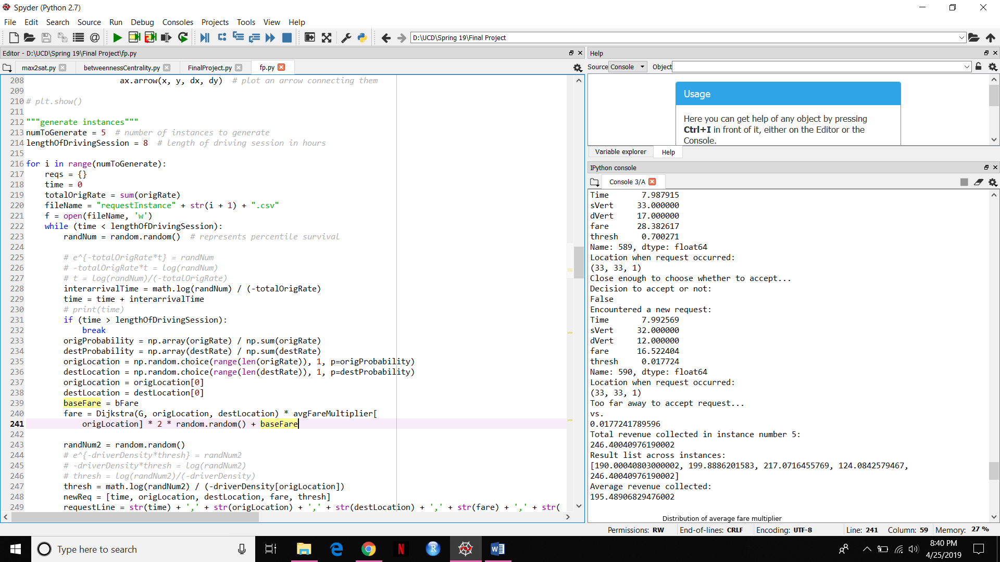 Spyder (Python 2.7)
File Edit Search Source Run Debug Consoles Projects Tools View Help
D:\UCD\Spring 19\Final Project
Editor - D:\UCD\Spring 19\Final Project\fp.py
max2sat.py betweennessCentrality.py FinalProject.py fp.py
208 ax.arrow(x, y, dx, dy)  # plot an arrow connecting them
209
210 # plt.show()
211
212 """generate instances"""
213 numToGenerate = 5  # number of instances to generate
214 lengthOfDrivingSession = 8  # length of driving session in hours
215
216 for i in range(numToGenerate):
217     reqs = {}
218     time = 0
219     totalOrigRate = sum(origRate)
220     fileName = "requestInstance" + str(i + 1) + ".csv"
221     f = open(fileName, 'w')
222     while (time < lengthOfDrivingSession):
223         randNum = random.random()  # represents percentile survival
224
225         # e^{-totalOrigRate*t} = randNum
226         # -totalOrigRate*t = log(randNum)
227         # t = log(randNum)/(-totalOrigRate)
228         interarrivalTime = math.log(randNum) / (-totalOrigRate)
229         time = time + interarrivalTime
230         # print(time)
231         if (time > lengthOfDrivingSession):
232             break
233         origProbability = np.array(origRate) / np.sum(origRate)
234         destProbability = np.array(destRate) / np.sum(destRate)
235         origLocation = np.random.choice(range(len(origRate)), 1, p=origProbability)
236         destLocation = np.random.choice(range(len(destRate)), 1, p=destProbability)
237         origLocation = origLocation[0]
238         destLocation = destLocation[0]
239         baseFare = bFare
240         fare = Dijkstra(G, origLocation, destLocation) * avgFareMultiplier[
241             origLocation] * 2 * random.random() + baseFare
242
243         randNum2 = random.random()
244         # e^{-driverDensity*thresh} = randNum2
245         # -driverDensity*thresh = log(randNum2)
246         # thresh = log(randNum2)/(-driverDensity)
247         thresh = math.log(randNum2) / (-driverDensity[origLocation])
248         newReq = [time, origLocation, destLocation, fare, thresh]
249         requestLine = str(time) + ',' + str(origLocation) + ',' + str(destLocation) + ',' + str(fare) + ',' + str(
Help
Source Console Object
Usage
Here you can get help of any object by pressing
Ctrl+I in front of it, either on the Editor or the
Console.
Variable explorer Help
IPython console
Console 3/A
Time 7.987915
sVert 33.000000
dVert 17.000000
fare 28.382617
thresh 0.700271
Name: 589, dtype: float64
Location when request occurred:
(33, 33, 1)
Close enough to choose whether to accept...
Decision to accept or not:
False
Encountered a new request:
Time 7.992569
sVert 32.000000
dVert 12.000000
fare 16.522404
thresh 0.017724
Name: 590, dtype: float64
Location when request occurred:
(33, 33, 1)
Too far away to accept request...
vs.
0.0177241789596
Total revenue collected in instance number 5:
246.40040976190002
Result list across instances:
[190.00040803000002, 199.8886201583, 217.0716455769, 124.0842579467,
246.40040976190002]
Average revenue collected:
195.48906829476002
Distribution of average fare multiplier
Permissions: RW End-of-lines: CRLF Encoding: UTF-8 Line: 241 Column: 59 Memory: 27 %
Type here to search
8:40 PM
4/25/2019